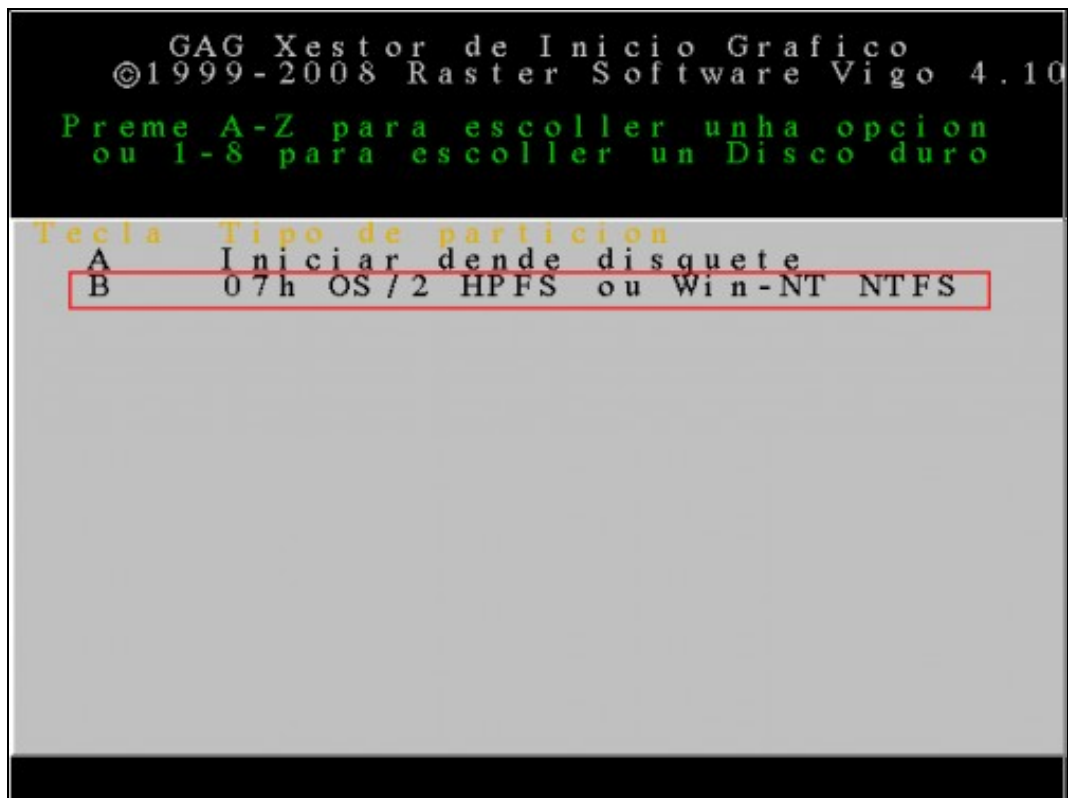 GAG Xestor de Inicio Grafico
©1999-2008 Raster Software Vigo 4.10
Preme A-Z para escoller unha opcion
ou 1-8 para escoller un Disco duro
Tecla Tipo de particion
A Iniciar dende disquete
B 07h OS/2 HPFS ou Win-NT NTFS